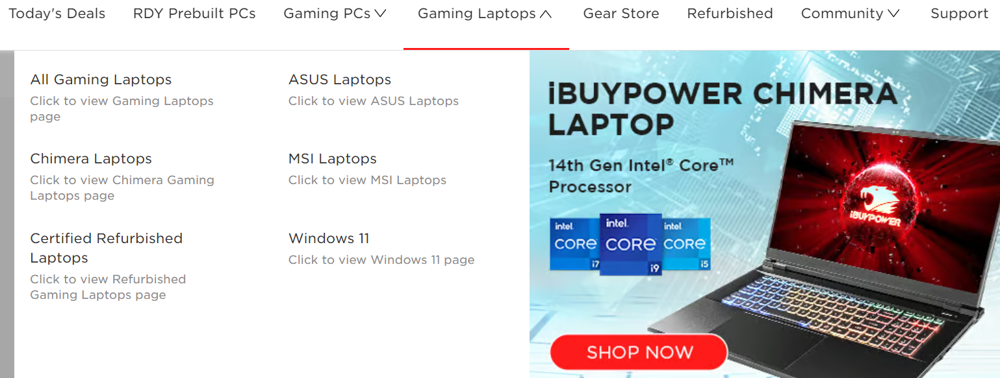 Today's Deals
RDY Prebuilt PCs
Gaming PCs
Gaming Laptops
Gear Store
Refurbished
Community
Support
All Gaming Laptops
Click to view Gaming Laptops
page
ASUS Laptops
Click to view ASUS Laptops
Chimera Laptops
Click to view Chimera Gaming
Laptops page
MSI Laptops
Click to view MSI Laptops
Certified Refurbished
Laptops
Click to view Refurbished
Gaming Laptops page
Windows 11
Click to view Windows 11 page
iBUYPOWER CHIMERA
LAPTOP
14th Gen Intel® Core™
Processor
intel.
CORE
i7
intel.
CORE
i9
intel.
CORE
i5
iBUYPOWER
SHOP NOW